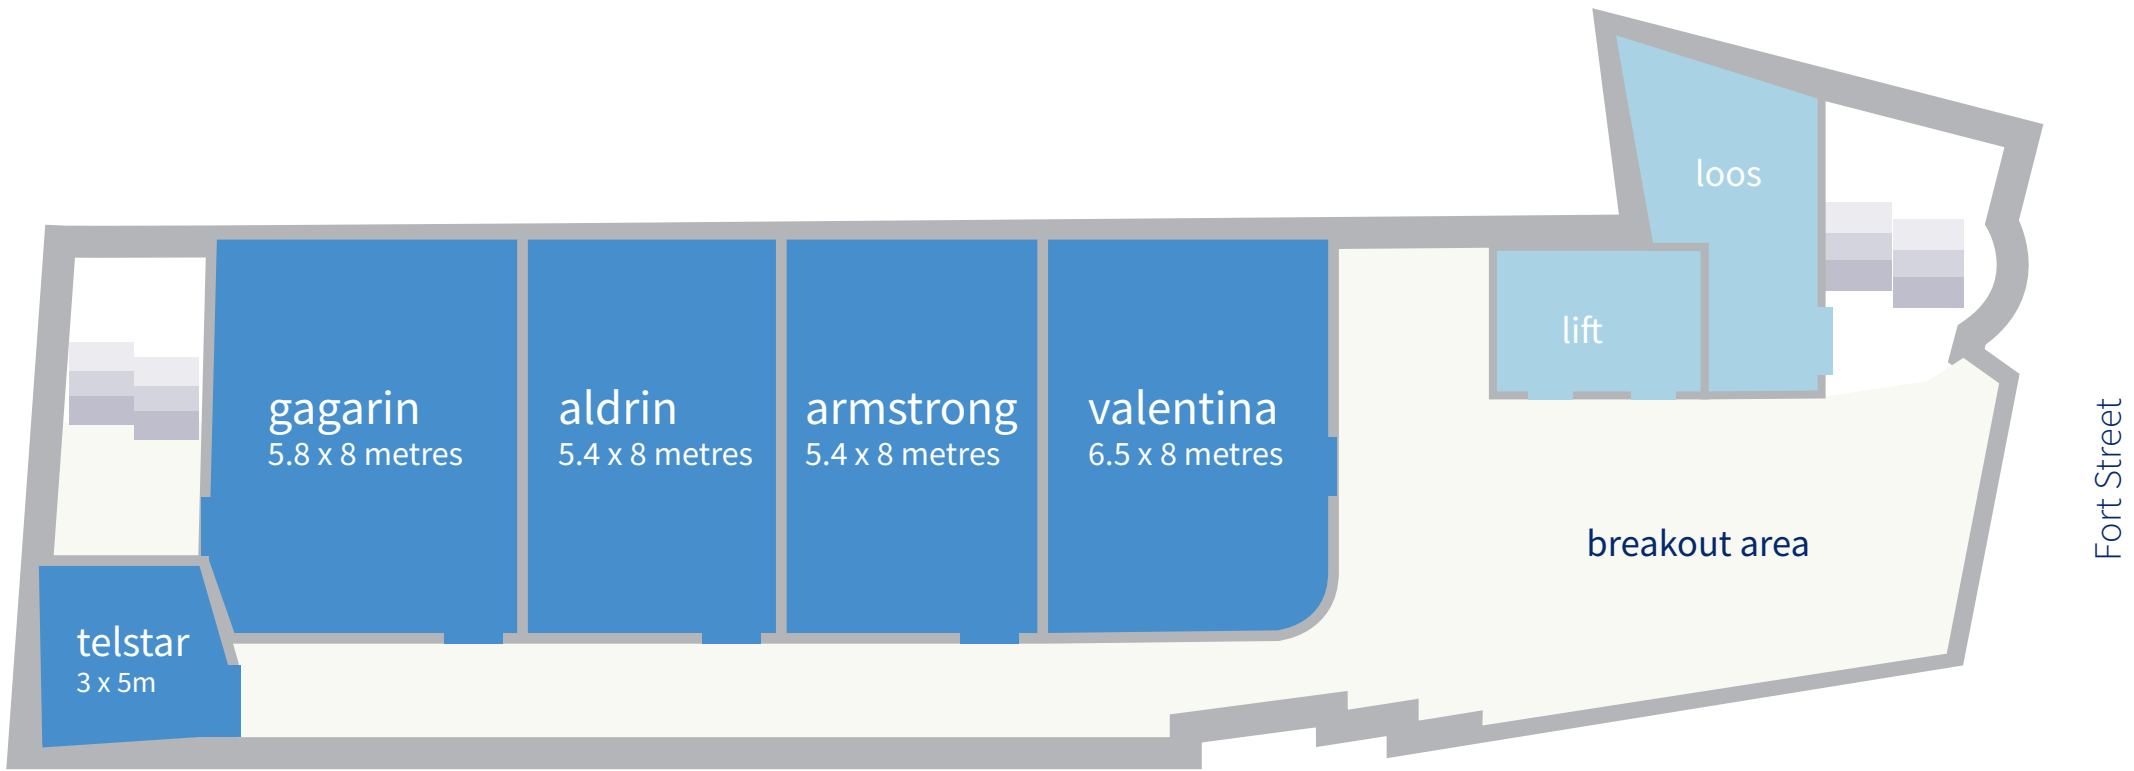 loos
lift
gagarin
5.8 x 8 metres
aldrin
5.4 x 8 metres
armstrong
5.4 x 8 metres
valentina
6.5 x 8 metres
breakout area
Fort Street
telstar
3 x 5m